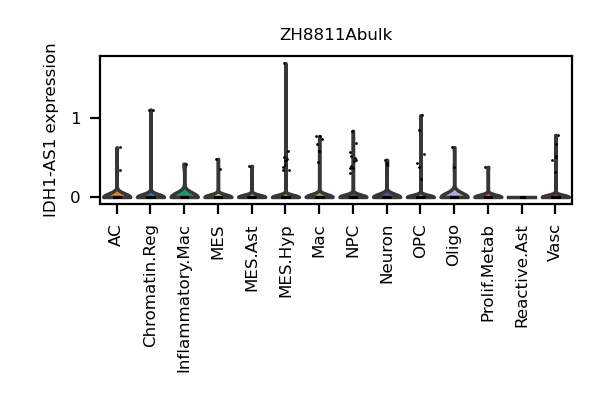 ZH8811Abulk
IDH1-AS1 expression
1
0
AC
Chromatin.Reg
Inflammatory.Mac
MES
MES.Ast
MES.Hyp
Mac
NPC
Neuron
OPC
Oligo
Prolif.Metab
Reactive.Ast
Vasc